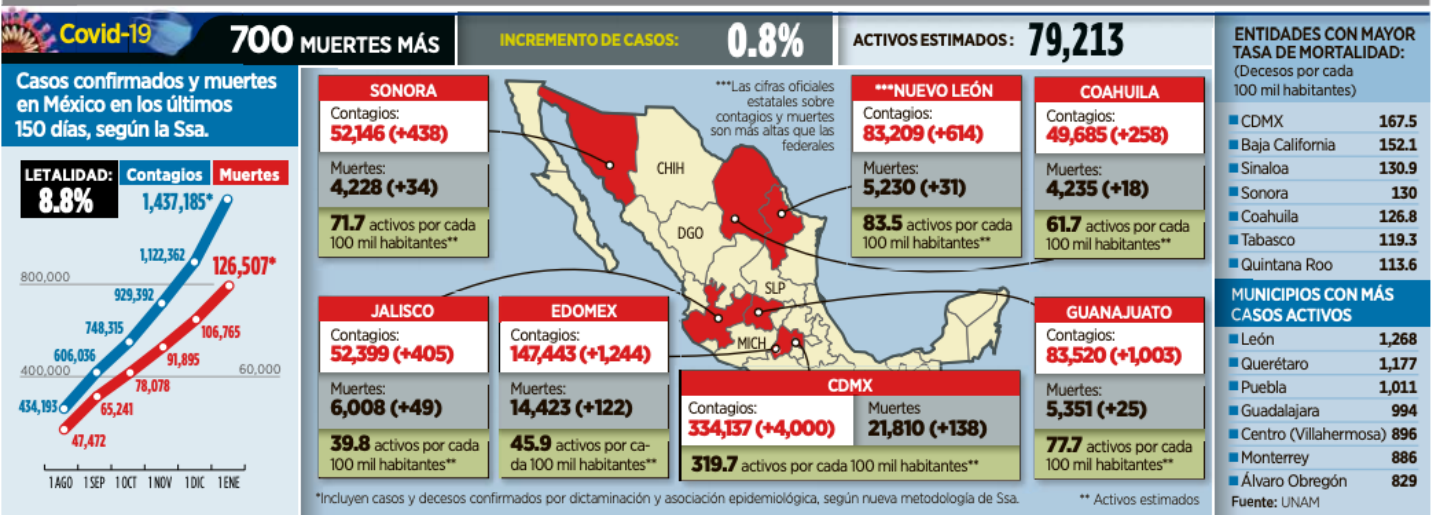 Covid-19
700 MUERTES MÁS
INCREMENTO DE CASOS: 0.8%
ACTIVOS ESTIMADOS: 79,213
Casos confirmados y muertes
en México en los últimos
150 días, según la Ssa.
LETALIDAD:
8.8%
Contagios
Muertes
1,437,185*
1,122,362
126,507*
800,000
929,392
748,315
106,765
606,036
91,895
400,000
60,000
78,078
434,193
65,241
47,472
1 AGO 1 SEP 1 OCT 1 NOV 1 DIC 1 ENE
SONORA
Contagios:
52,146 (+438)
Muertes:
4,228 (+34)
71.7 activos por cada
100 mil habitantes**
***Las cifras oficiales
estatales sobre
contagios y muertes
son más altas que las
federales
***NUEVO LEÓN
Contagios:
83,209 (+614)
Muertes:
5,230 (+31)
83.5 activos por cada
100 mil habitantes**
COAHUILA
Contagios:
49,685 (+258)
Muertes:
4,235 (+18)
61.7 activos por cada
100 mil habitantes**
CHIH
DGO
SLP
MICH
JALISCO
Contagios:
52,399 (+405)
Muertes:
6,008 (+49)
39.8 activos por cada
100 mil habitantes**
EDOMEX
Contagios:
147,443 (+1,244)
Muertes:
14,423 (+122)
45.9 activos por ca-
da 100 mil habitantes**
CDMX
Contagios:
334,137 (+4,000)
Muertes
21,810 (+138)
319.7 activos por cada 100 mil habitantes**
GUANAJUATO
Contagios:
83,520 (+1,003)
Muertes:
5,351 (+25)
77.7 activos por cada
100 mil habitantes**
*Incluyen casos y decesos confirmados por dictaminación y asociación epidemiológica, según nueva metodología de Ssa.
** Activos estimados
ENTIDADES CON MAYOR
TASA DE MORTALIDAD:
(Decesos por cada
100 mil habitantes)
CDMX 167.5
Baja California 152.1
Sinaloa 130.9
Sonora 130
Coahuila 126.8
Tabasco 119.3
Quintana Roo 113.6
MUNICIPIOS CON MÁS
CASOS ACTIVOS
León 1,268
Querétaro 1,177
Puebla 1,011
Guadalajara 994
Centro (Villahermosa) 896
Monterrey 886
Álvaro Obregón 829
Fuente: UNAM